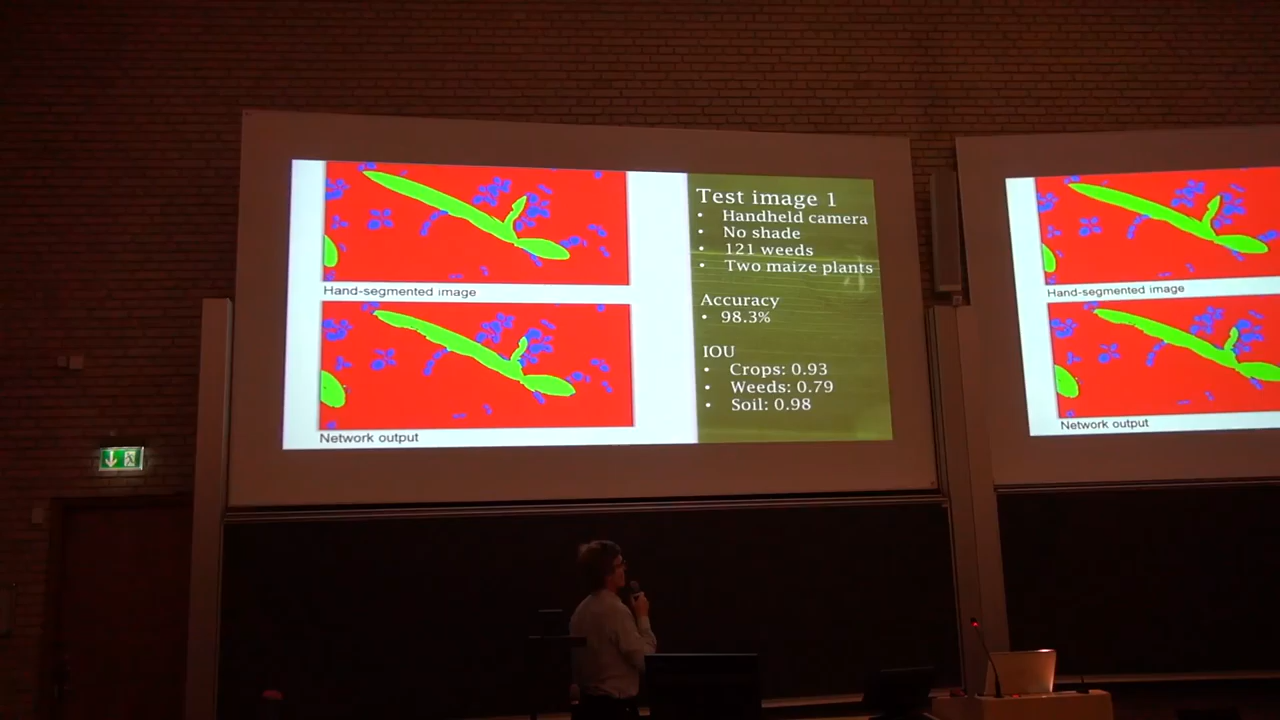 Test image 1
• Handheld camera
• No shade
• 121 weeds
• Two maize plants
Accuracy
• 98.3%
IOU
• Crops: 0.93
• Weeds: 0.79
• Soil: 0.98
Hand-segmented image
Network output
Hand-segmented image
Network output